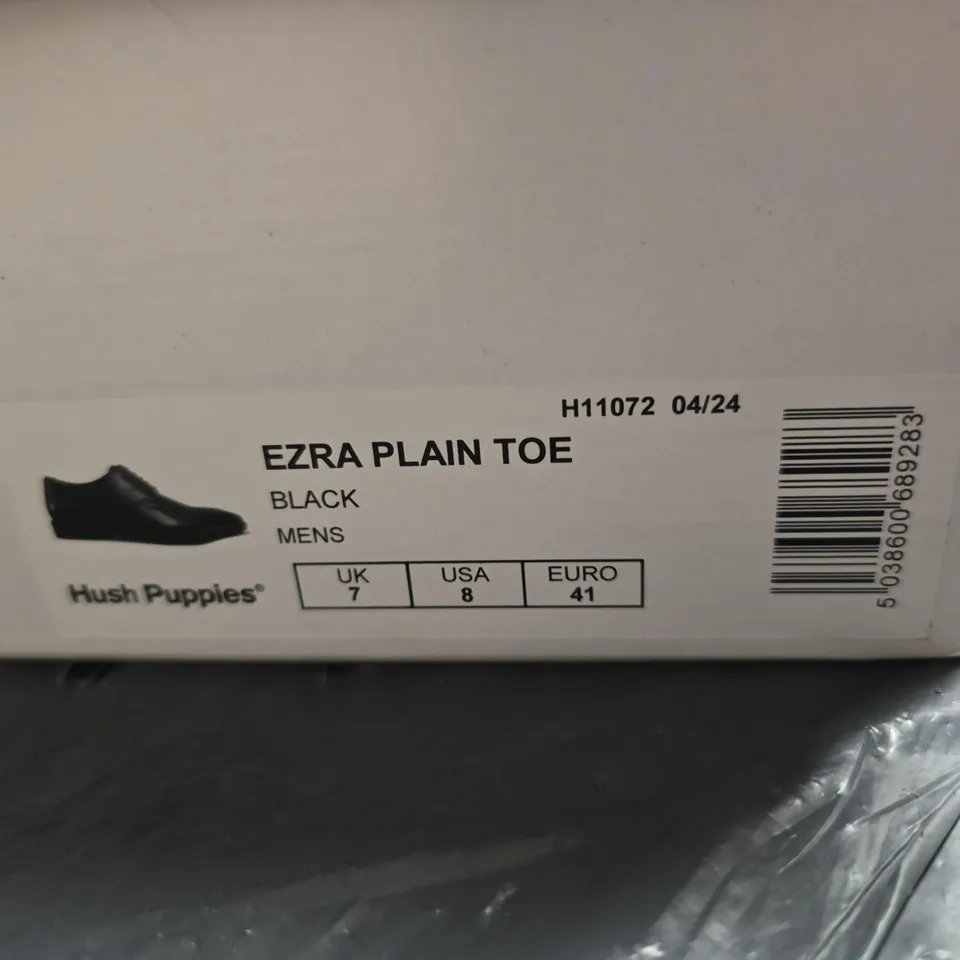 H11072 04/24
EZRA PLAIN TOE
BLACK
MENS
Hush Puppies®
UK USA EURO
7 8 41
5 038600 689283